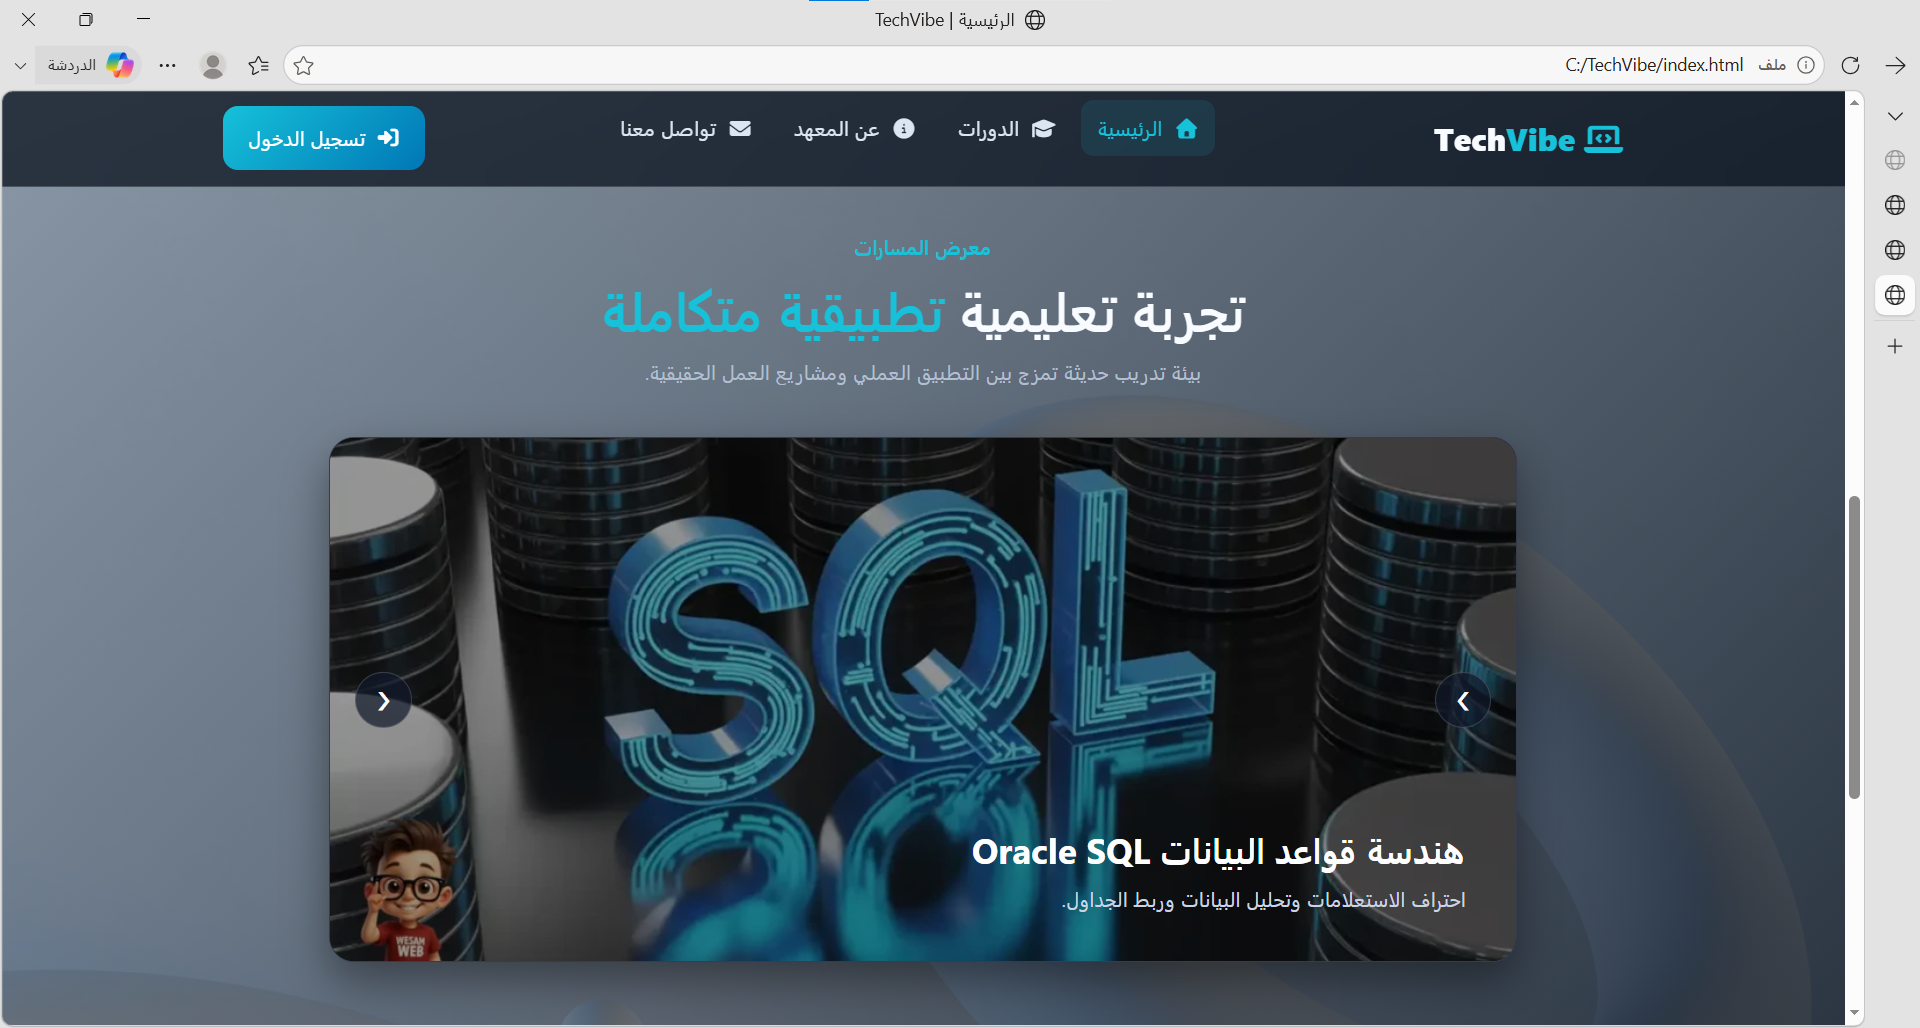 الرئيسية | TechVibe
C:/TechVibe/index.html ملف
الدردشة
TechVibe
الرئيسية
الدورات
عن المعهد
تواصل معنا
تسجيل الدخول
معرض المسارات
تجربة تعليمية تطبيقية متكاملة
بيئة تدريب حديثة تمزج بين التطبيق العملي ومشاريع العمل الحقيقية.
SQL
هندسة قواعد البيانات Oracle SQL
احتراف الاستعلامات وتحليل البيانات وربط الجداول.
WESAM
WEB